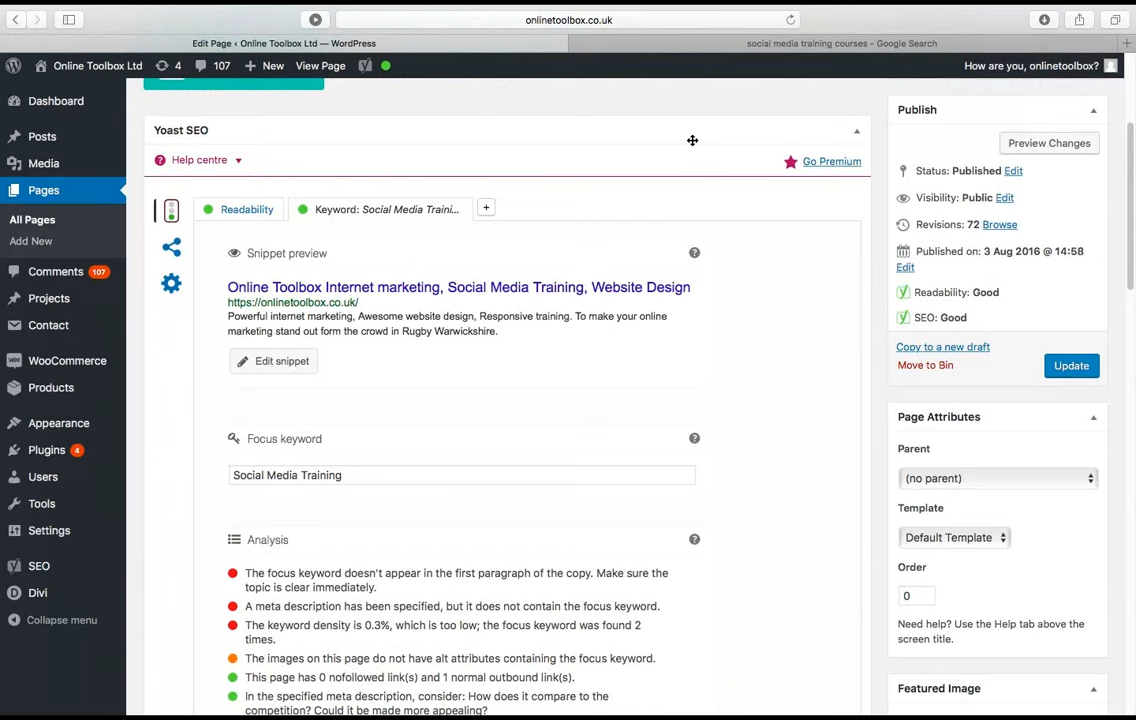 onlinetoolbox.co.uk
Edit Page ‹ Online Toolbox Ltd — WordPress
social media training courses - Google Search
Online Toolbox Ltd
4
107
New
View Page
How are you, onlinetoolbox?
Dashboard
Posts
Media
Pages
All Pages
Add New
Comments 107
Projects
Contact
WooCommerce
Products
Appearance
Plugins 4
Users
Tools
Settings
SEO
Divi
Collapse menu
Yoast SEO
Help centre
Go Premium
Readability
Keyword: Social Media Traini...
+
Snippet preview
Online Toolbox Internet marketing, Social Media Training, Website Design
https://onlinetoolbox.co.uk/
Powerful internet marketing, Awesome website design, Responsive training. To make your online
marketing stand out form the crowd in Rugby Warwickshire.
Edit snippet
Focus keyword
Social Media Training
Analysis
The focus keyword doesn't appear in the first paragraph of the copy. Make sure the
topic is clear immediately.
A meta description has been specified, but it does not contain the focus keyword.
The keyword density is 0.3%, which is too low; the focus keyword was found 2
times.
The images on this page do not have alt attributes containing the focus keyword.
This page has 0 nofollowed link(s) and 1 normal outbound link(s).
In the specified meta description, consider: How does it compare to the
competition? Could it be made more appealing?
Publish
Preview Changes
Status: Published Edit
Visibility: Public Edit
Revisions: 72 Browse
Published on: 3 Aug 2016 @ 14:58
Edit
Readability: Good
SEO: Good
Copy to a new draft
Move to Bin
Update
Page Attributes
Parent
(no parent)
Template
Default Template
Order
0
Need help? Use the Help tab above the
screen title.
Featured Image